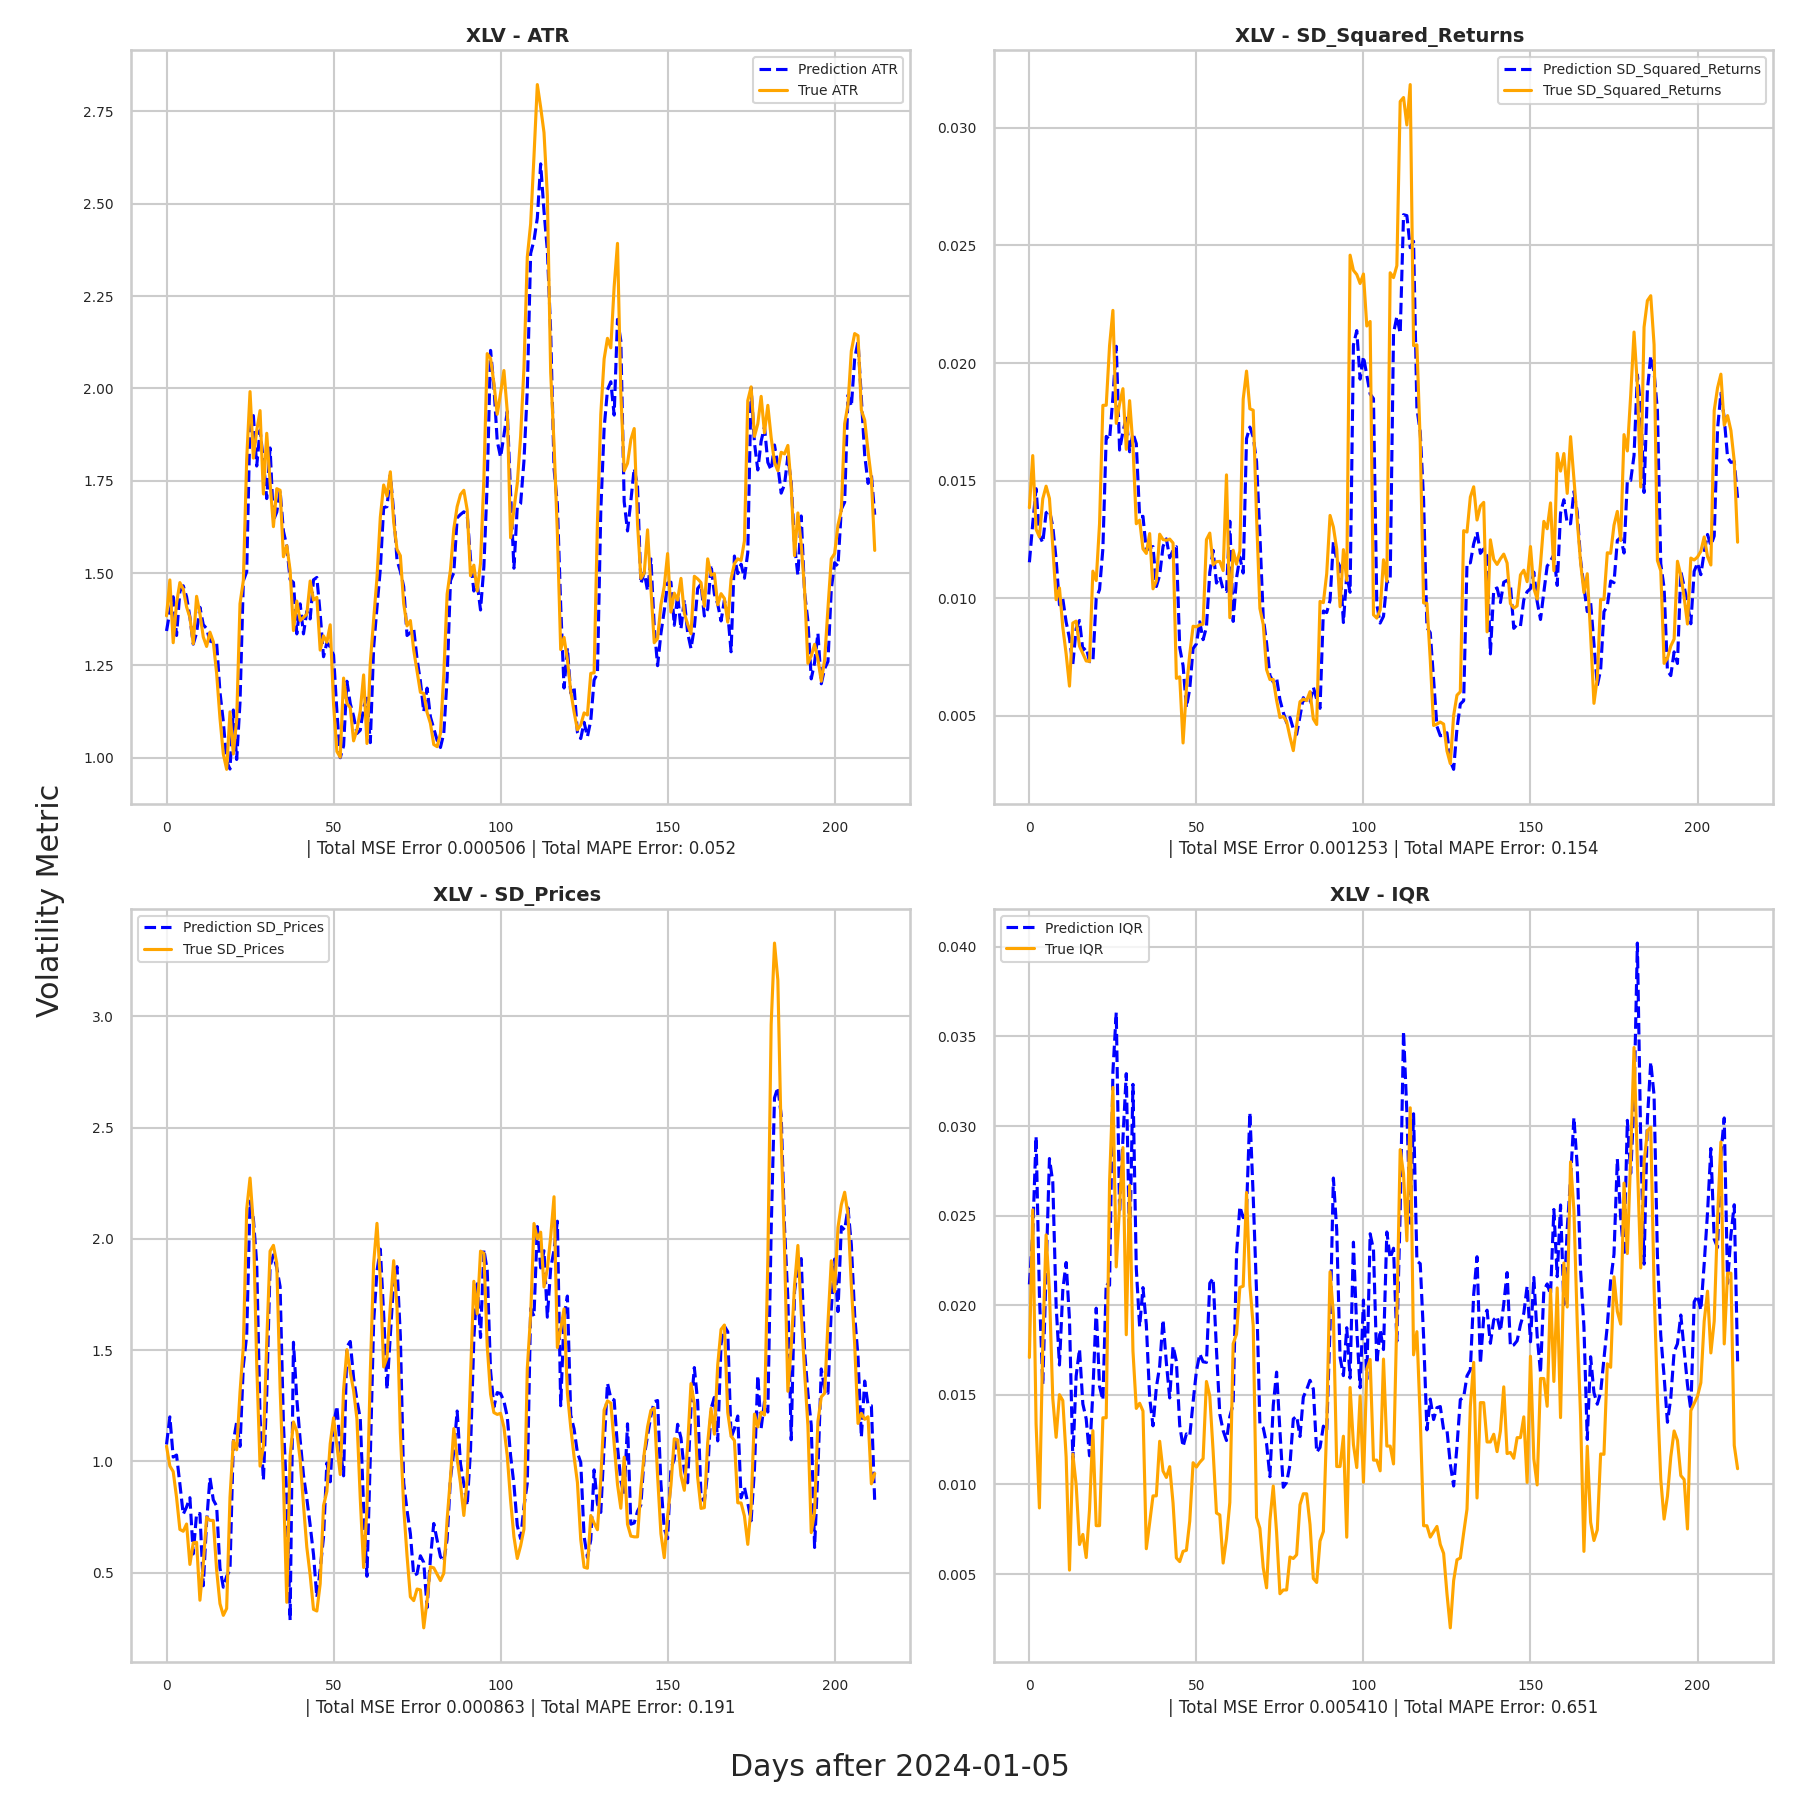 XLV - ATR
Prediction ATR
True ATR
2.75
2.50
2.25
2.00
1.75
1.50
1.25
1.00
0
50
100
150
200
| Total MSE Error 0.000506 | Total MAPE Error: 0.052
XLV - SD_Squared_Returns
Prediction SD_Squared_Returns
True SD_Squared_Returns
0.030
0.025
0.020
0.015
0.010
0.005
0
50
100
150
200
| Total MSE Error 0.001253 | Total MAPE Error: 0.154
Volatility Metric
XLV - SD_Prices
Prediction SD_Prices
True SD_Prices
3.0
2.5
2.0
1.5
1.0
0.5
0
50
100
150
200
| Total MSE Error 0.000863 | Total MAPE Error: 0.191
XLV - IQR
Prediction IQR
True IQR
0.040
0.035
0.030
0.025
0.020
0.015
0.010
0.005
0
50
100
150
200
| Total MSE Error 0.005410 | Total MAPE Error: 0.651
Days after 2024-01-05